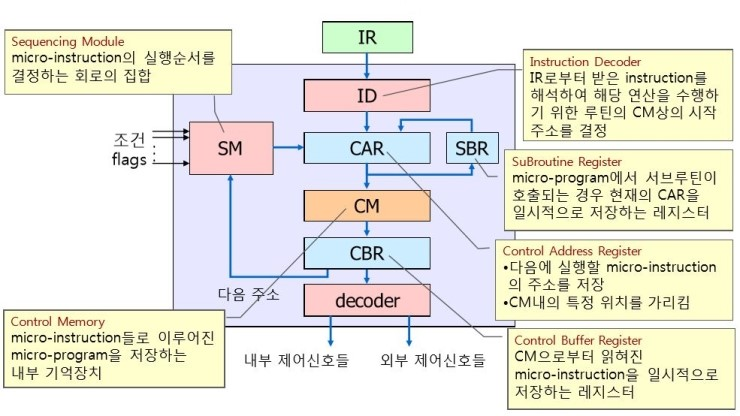 Sequencing Module
micro-instruction의 실행순서를
결정하는 회로의 집합
IR
Instruction Decoder
IR로부터 받은 instruction를
해석하여 해당 연산을 수행하
기 위한 루틴의 CM상의 시작
주소를 결정
ID
조건
flags
SM
CAR
SBR
SuBroutine Register
micro-program에서 서브루틴이
호출되는 경우 현재의 CAR을
일시적으로 저장하는 레지스터
CM
Control Address Register
•다음에 실행할 micro-instruction
의 주소를 저장
•CM내의 특정 위치를 가리킴
CBR
다음 주소
decoder
Control Memory
micro-instruction들로 이루어진
micro-program을 저장하는
내부 기억장치
내부 제어신호들
외부 제어신호들
Control Buffer Register
CM으로부터 읽혀진
micro-instruction을 일시적으로
저장하는 레지스터